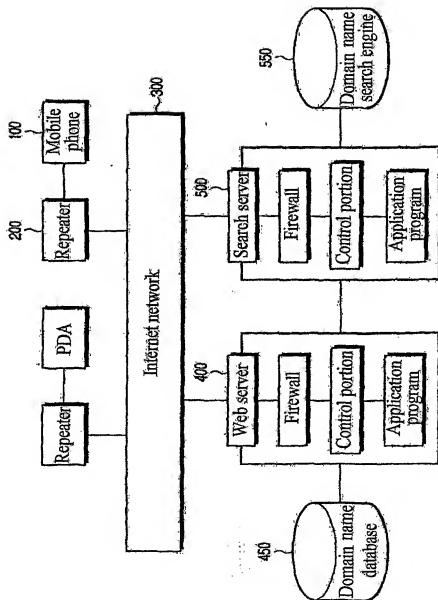 PDA
Repeater
100
Mobile
phone
200
Repeater
300
Internet network
400
Web server
Firewall
Control portion
Application
program
500
Search server
Firewall
Control portion
Application
program
450
Domain name
database
550
Domain name
search engine